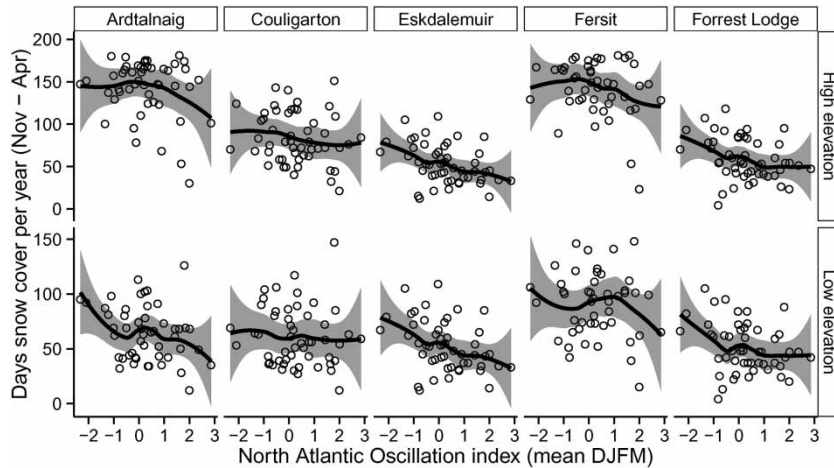 Ardtalnaig Couligarton Eskdalemuir Fersit Forrest Lodge
Days snow cover per year (Nov – Apr)
200
150
100
50
0
High elevation
150
100
50
0
Low elevation
−2 −1 0 1 2 3 −2 −1 0 1 2 3 −2 −1 0 1 2 3 −2 −1 0 1 2 3 −2 −1 0 1 2 3
North Atlantic Oscillation index (mean DJFM)